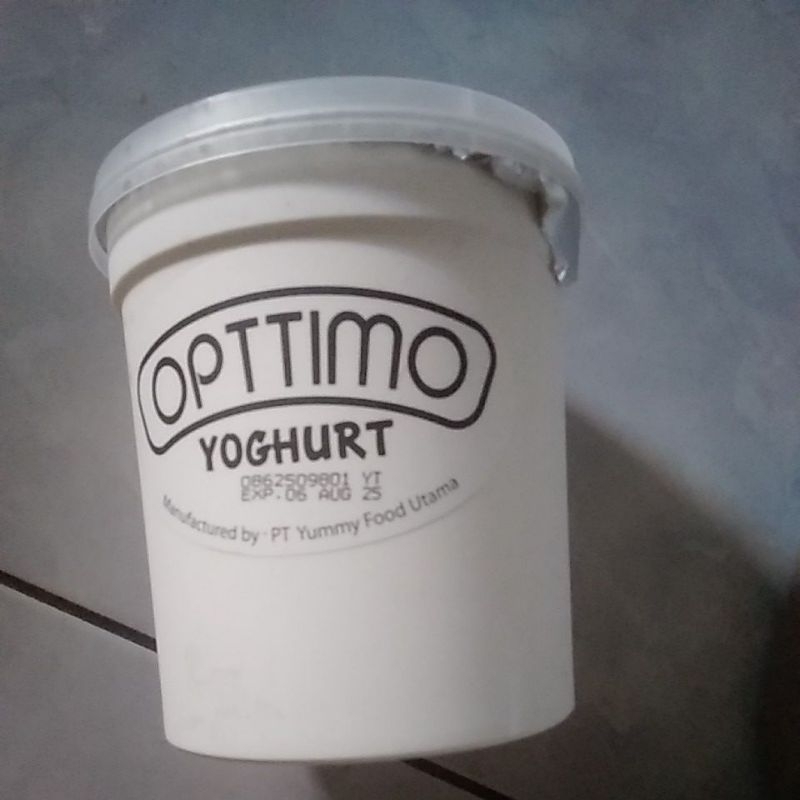 OPTTIMO
YOGHURT
0862509801 YT
EXP.06 AUG 25
Manufactured by · PT Yummy Food Utama